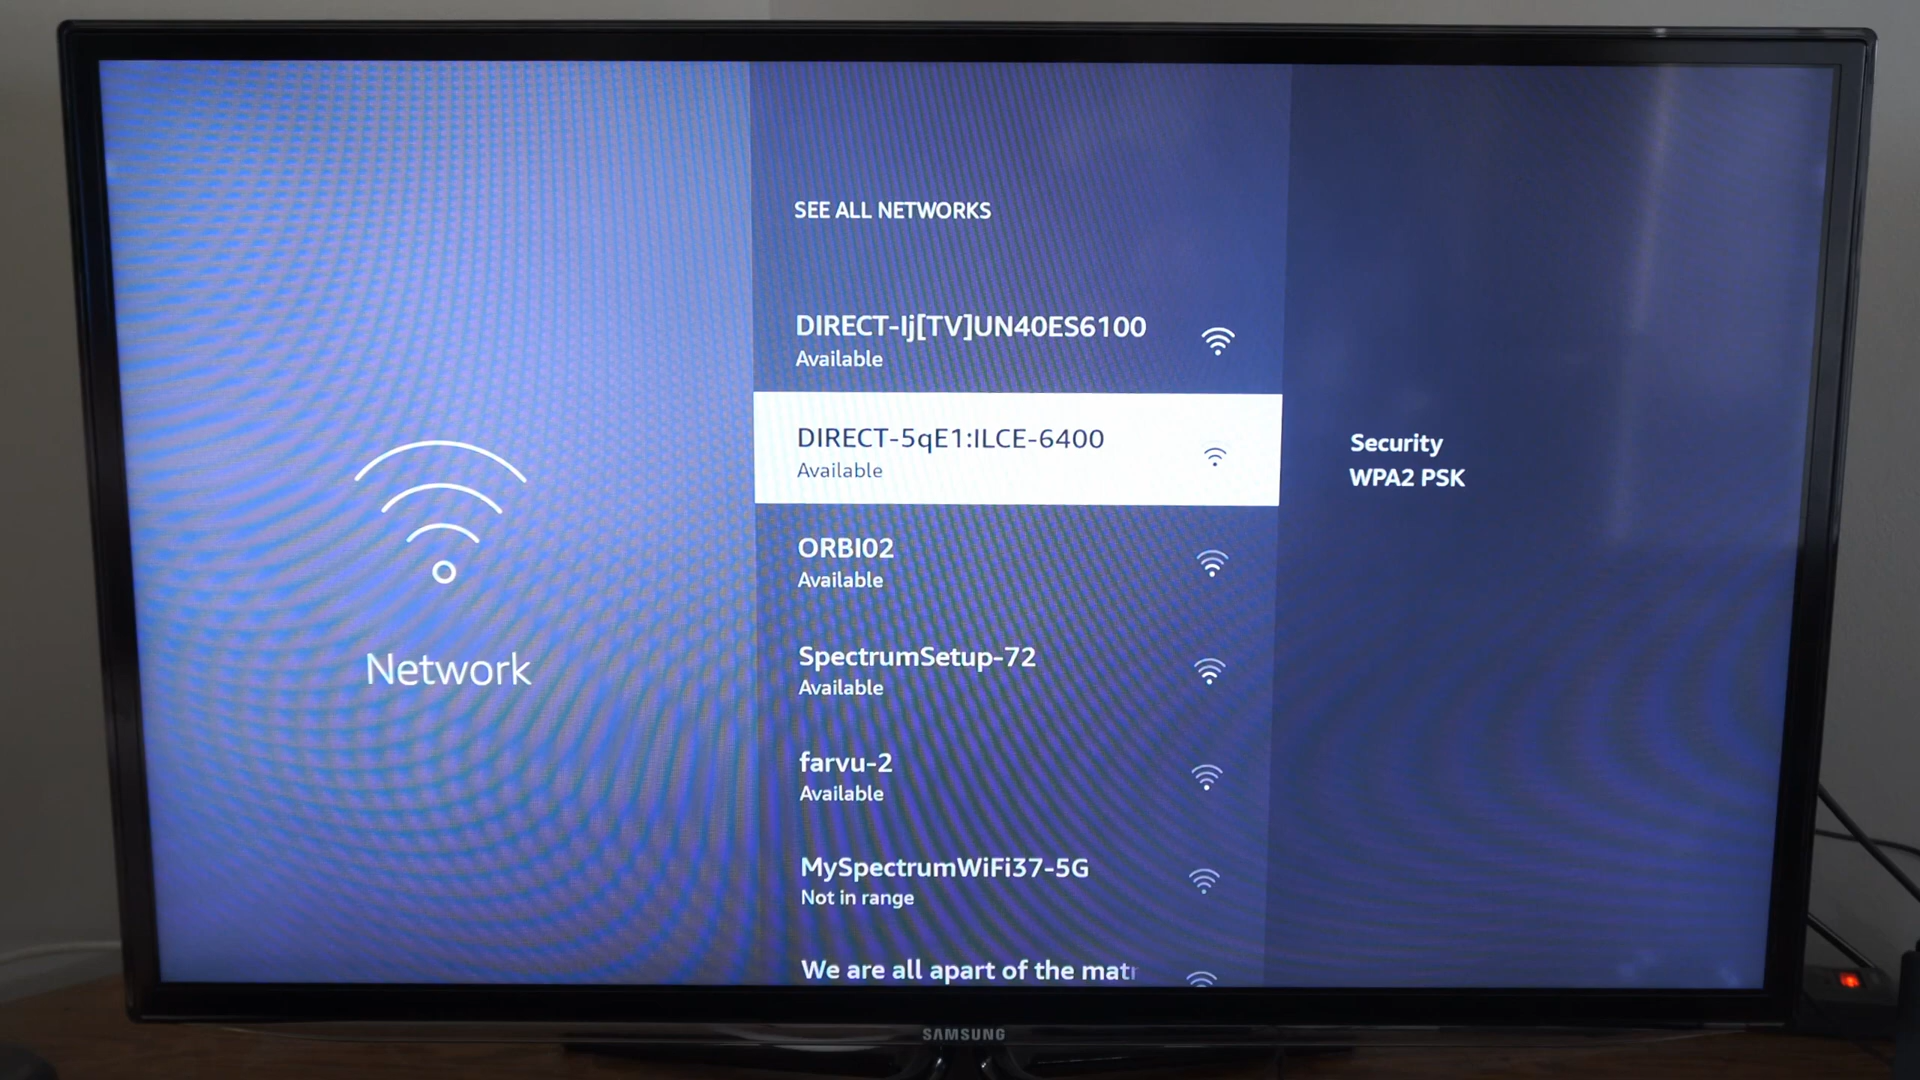 SEE ALL NETWORKS
DIRECT-Ij[TV]UN40ES6100
Available
DIRECT-5qE1:ILCE-6400
Available
Security
WPA2 PSK
ORBI02
Available
Network
SpectrumSetup-72
Available
farvu-2
Available
MySpectrumWiFi37-5G
Not in range
We are all apart of the matr
SAMSUNG